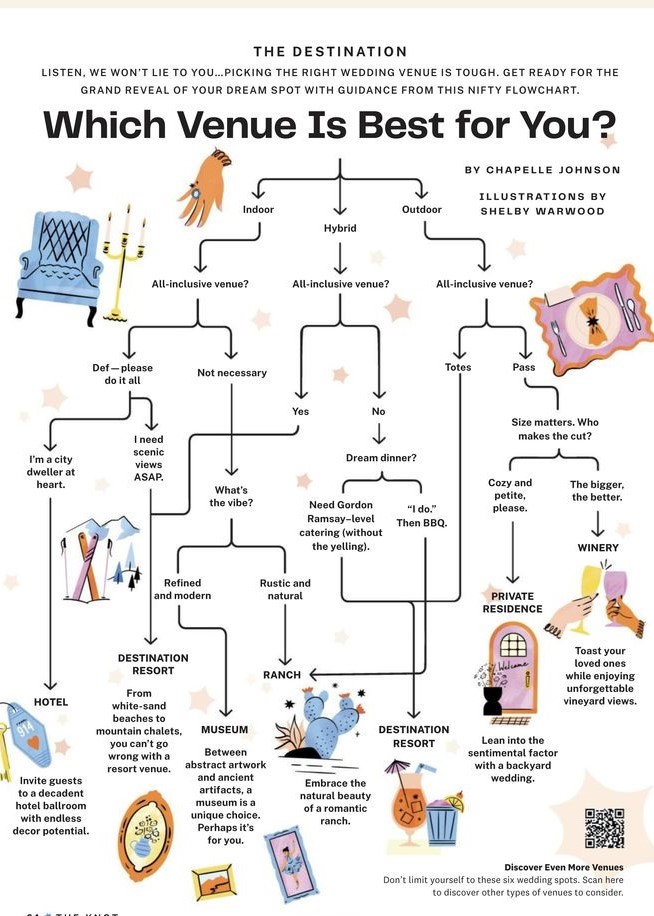 THE DESTINATION
LISTEN, WE WON'T LIE TO YOU...PICKING THE RIGHT WEDDING VENUE IS TOUGH. GET READY FOR THE
GRAND REVEAL OF YOUR DREAM SPOT WITH GUIDANCE FROM THIS NIFTY FLOWCHART.
Which Venue Is Best for You?
BY CHAPELLE JOHNSON
ILLUSTRATIONS BY
SHELBY WARWOOD
Indoor
Hybrid
Outdoor
All-inclusive venue?
All-inclusive venue?
All-inclusive venue?
Def—please
do it all
Not necessary
Yes
No
Totes
Pass
I'm a city
dweller at
heart.
I need
scenic
views
ASAP.
What's
the vibe?
Dream dinner?
Need Gordon
Ramsay–level
catering (without
the yelling).
"I do."
Then BBQ.
Size matters. Who
makes the cut?
Cozy and
petite,
please.
The bigger,
the better.
Refined
and modern
Rustic and
natural
WINERY
Toast your
loved ones
while enjoying
unforgettable
vineyard views.
PRIVATE
RESIDENCE
Welcome
Lean into the
sentimental factor
with a backyard
wedding.
DESTINATION
RESORT
From
white-sand
beaches to
mountain chalets,
you can't go
wrong with a
resort venue.
RANCH
Embrace the
natural beauty
of a romantic
ranch.
HOTEL
914
Invite guests
to a decadent
hotel ballroom
with endless
decor potential.
MUSEUM
Between
abstract artwork
and ancient
artifacts, a
museum is a
unique choice.
Perhaps it's
for you.
DESTINATION
RESORT
Discover Even More Venues
Don't limit yourself to these six wedding spots. Scan here
to discover other types of venues to consider.
THE KNOT